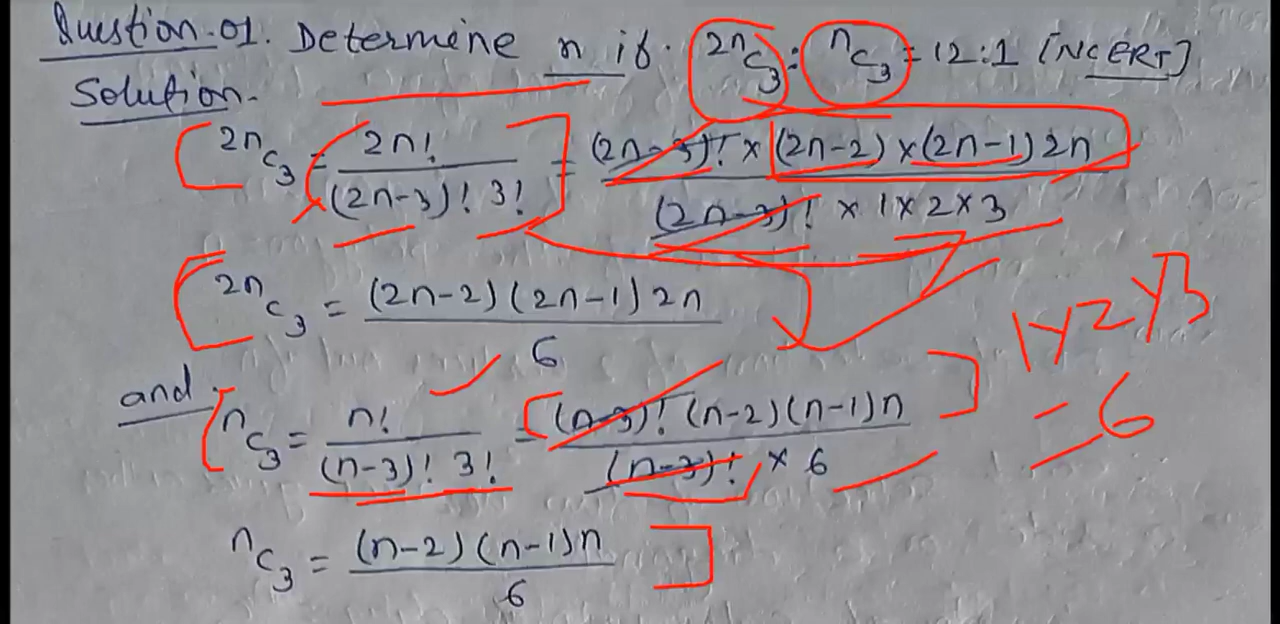 Question-01. Determine n if. 2nC3 : nC3 = 12:1 [NCERT]
Solution-
2nC3 = 2n! / (2n-3)! 3! = (2n-3)! × (2n-2) × (2n-1) 2n / (2n-3)! × 1×2×3
2nC3 = (2n-2) (2n-1) 2n / 6
1×2×3
= 6
and. nC3 = n! / (n-3)! 3! = (n-3)! (n-2) (n-1) n / (n-3)! × 6
nC3 = (n-2) (n-1) n / 6